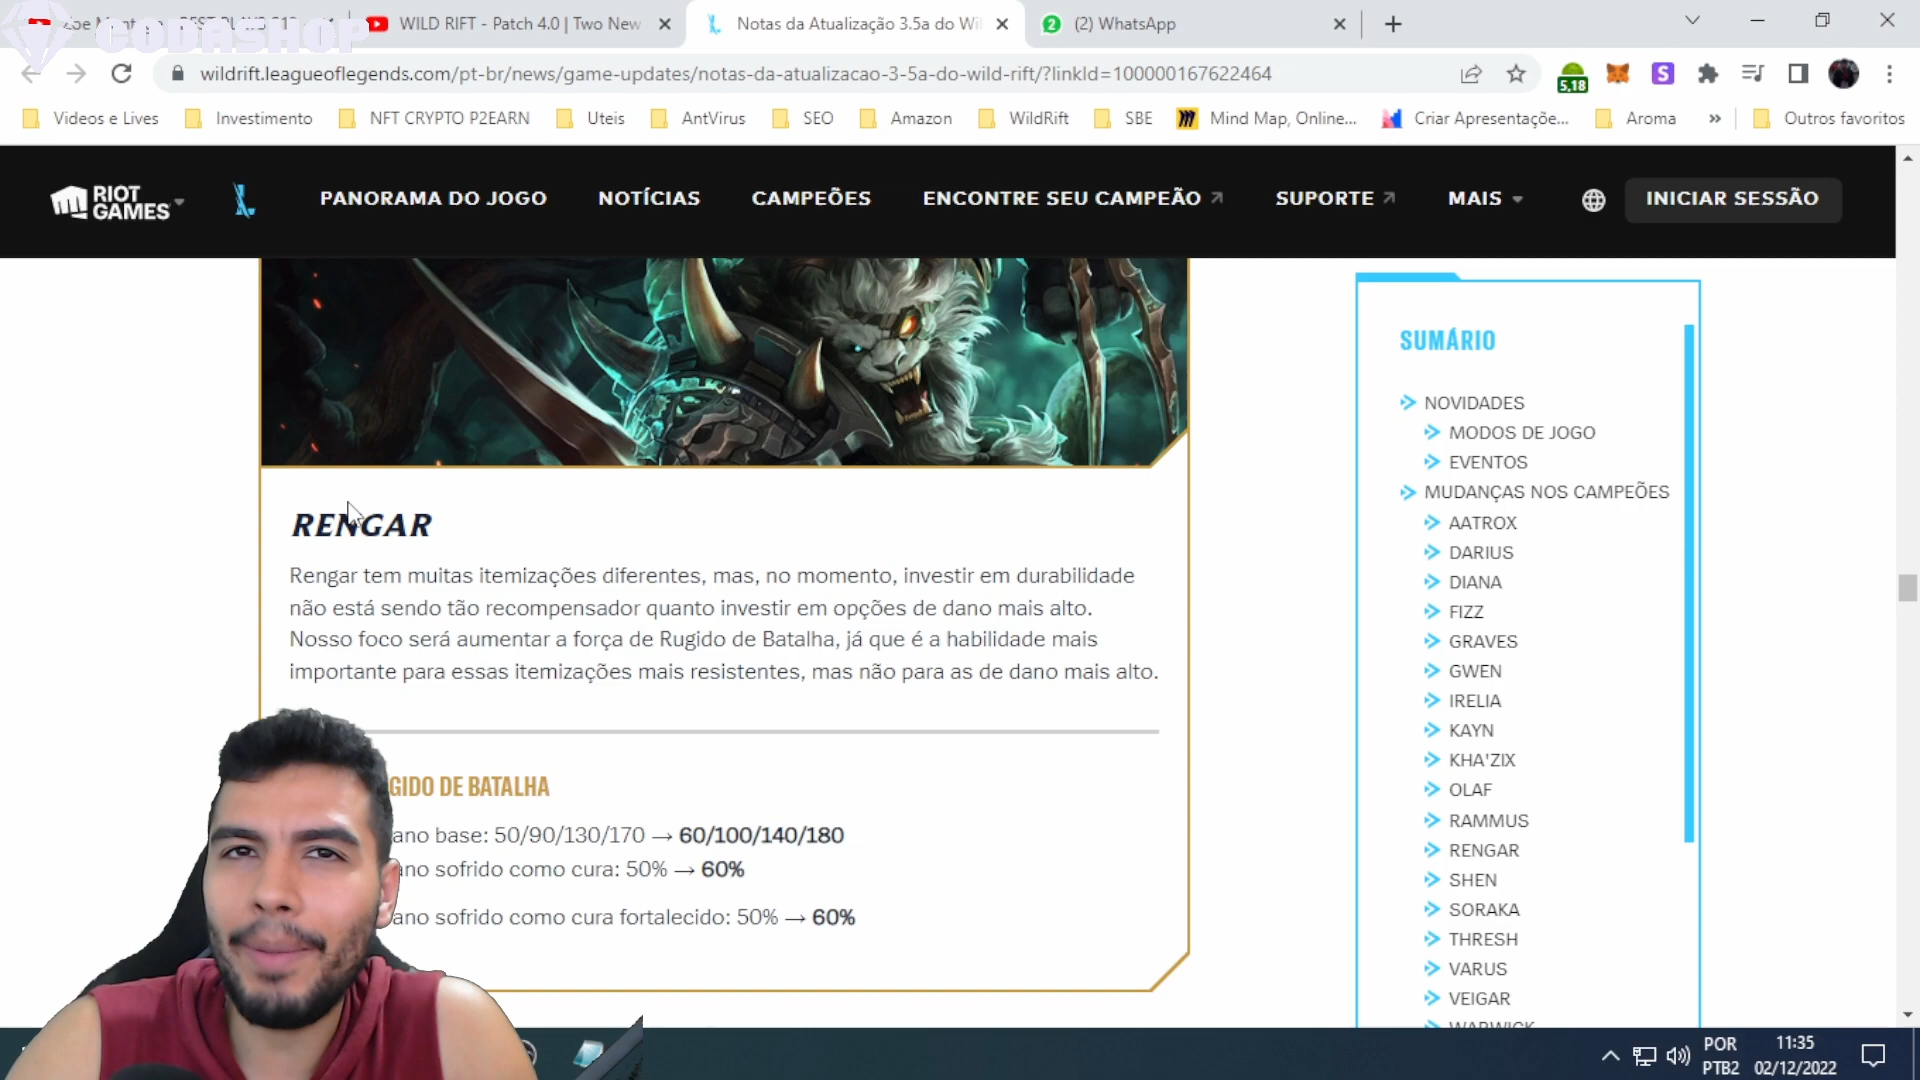 CODASHOP
WILD RIFT - Patch 4.0 | Two New
Notas da Atualização 3.5a do Wi
(2) WhatsApp
wildrift.leagueoflegends.com/pt-br/news/game-updates/notas-da-atualizacao-3-5a-do-wild-rift/?linkId=100000167622464
5,18
Videos e Lives
Investimento
NFT CRYPTO P2EARN
Uteis
AntVirus
SEO
Amazon
WildRift
SBE
Mind Map, Online...
Criar Apresentaçõe...
Aroma
»
Outros favoritos
RIOT
GAMES
PANORAMA DO JOGO
NOTÍCIAS
CAMPEÕES
ENCONTRE SEU CAMPEÃO
SUPORTE
MAIS
INICIAR SESSÃO
RENGAR
Rengar tem muitas itemizações diferentes, mas, no momento, investir em durabilidade
não está sendo tão recompensador quanto investir em opções de dano mais alto.
Nosso foco será aumentar a força de Rugido de Batalha, já que é a habilidade mais
importante para essas itemizações mais resistentes, mas não para as de dano mais alto.
GIDO DE BATALHA
ano base: 50/90/130/170 → 60/100/140/180
ano sofrido como cura: 50% → 60%
ano sofrido como cura fortalecido: 50% → 60%
SUMÁRIO
NOVIDADES
MODOS DE JOGO
EVENTOS
MUDANÇAS NOS CAMPEÕES
AATROX
DARIUS
DIANA
FIZZ
GRAVES
GWEN
IRELIA
KAYN
KHA'ZIX
OLAF
RAMMUS
RENGAR
SHEN
SORAKA
THRESH
VARUS
VEIGAR
WARWICK
POR
PTB2
11:35
02/12/2022